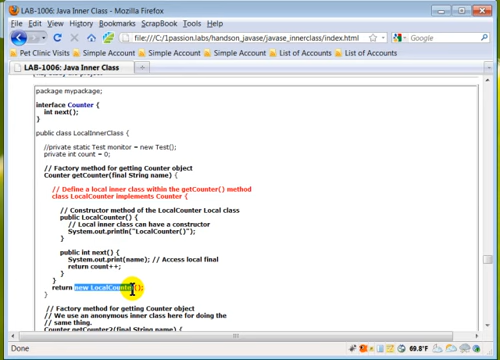 LAB-1006: Java Inner Class - Mozilla Firefox
File Edit View History Bookmarks ScrapBook Tools Help
file:///C:/1passion.labs/handson_javase/javase_innerclass/index.html
Google
Pet Clinic Visits Simple Account Simple Account List of Accounts List of Accounts
LAB-1006: Java Inner Class
package mypackage;
interface Counter {
int next();
}
public class LocalInnerClass {
//private static Test monitor = new Test();
private int count = 0;
// Factory method for getting Counter object
Counter getCounter(final String name) {
// Define a local inner class within the getCounter() method
class LocalCounter implements Counter {
// Constructor method of the LocalCounter Local class
public LocalCounter() {
// Local inner class can have a constructor
System.out.println("LocalCounter()");
}
public int next() {
System.out.print(name); // Access local final
return count++;
}
}
return new LocalCounter();
}
// Factory method for getting Counter object
// We use an anonymous inner class here for doing the
// same thing.
Counter getCounter2(final String name) {
Done
69.8°F